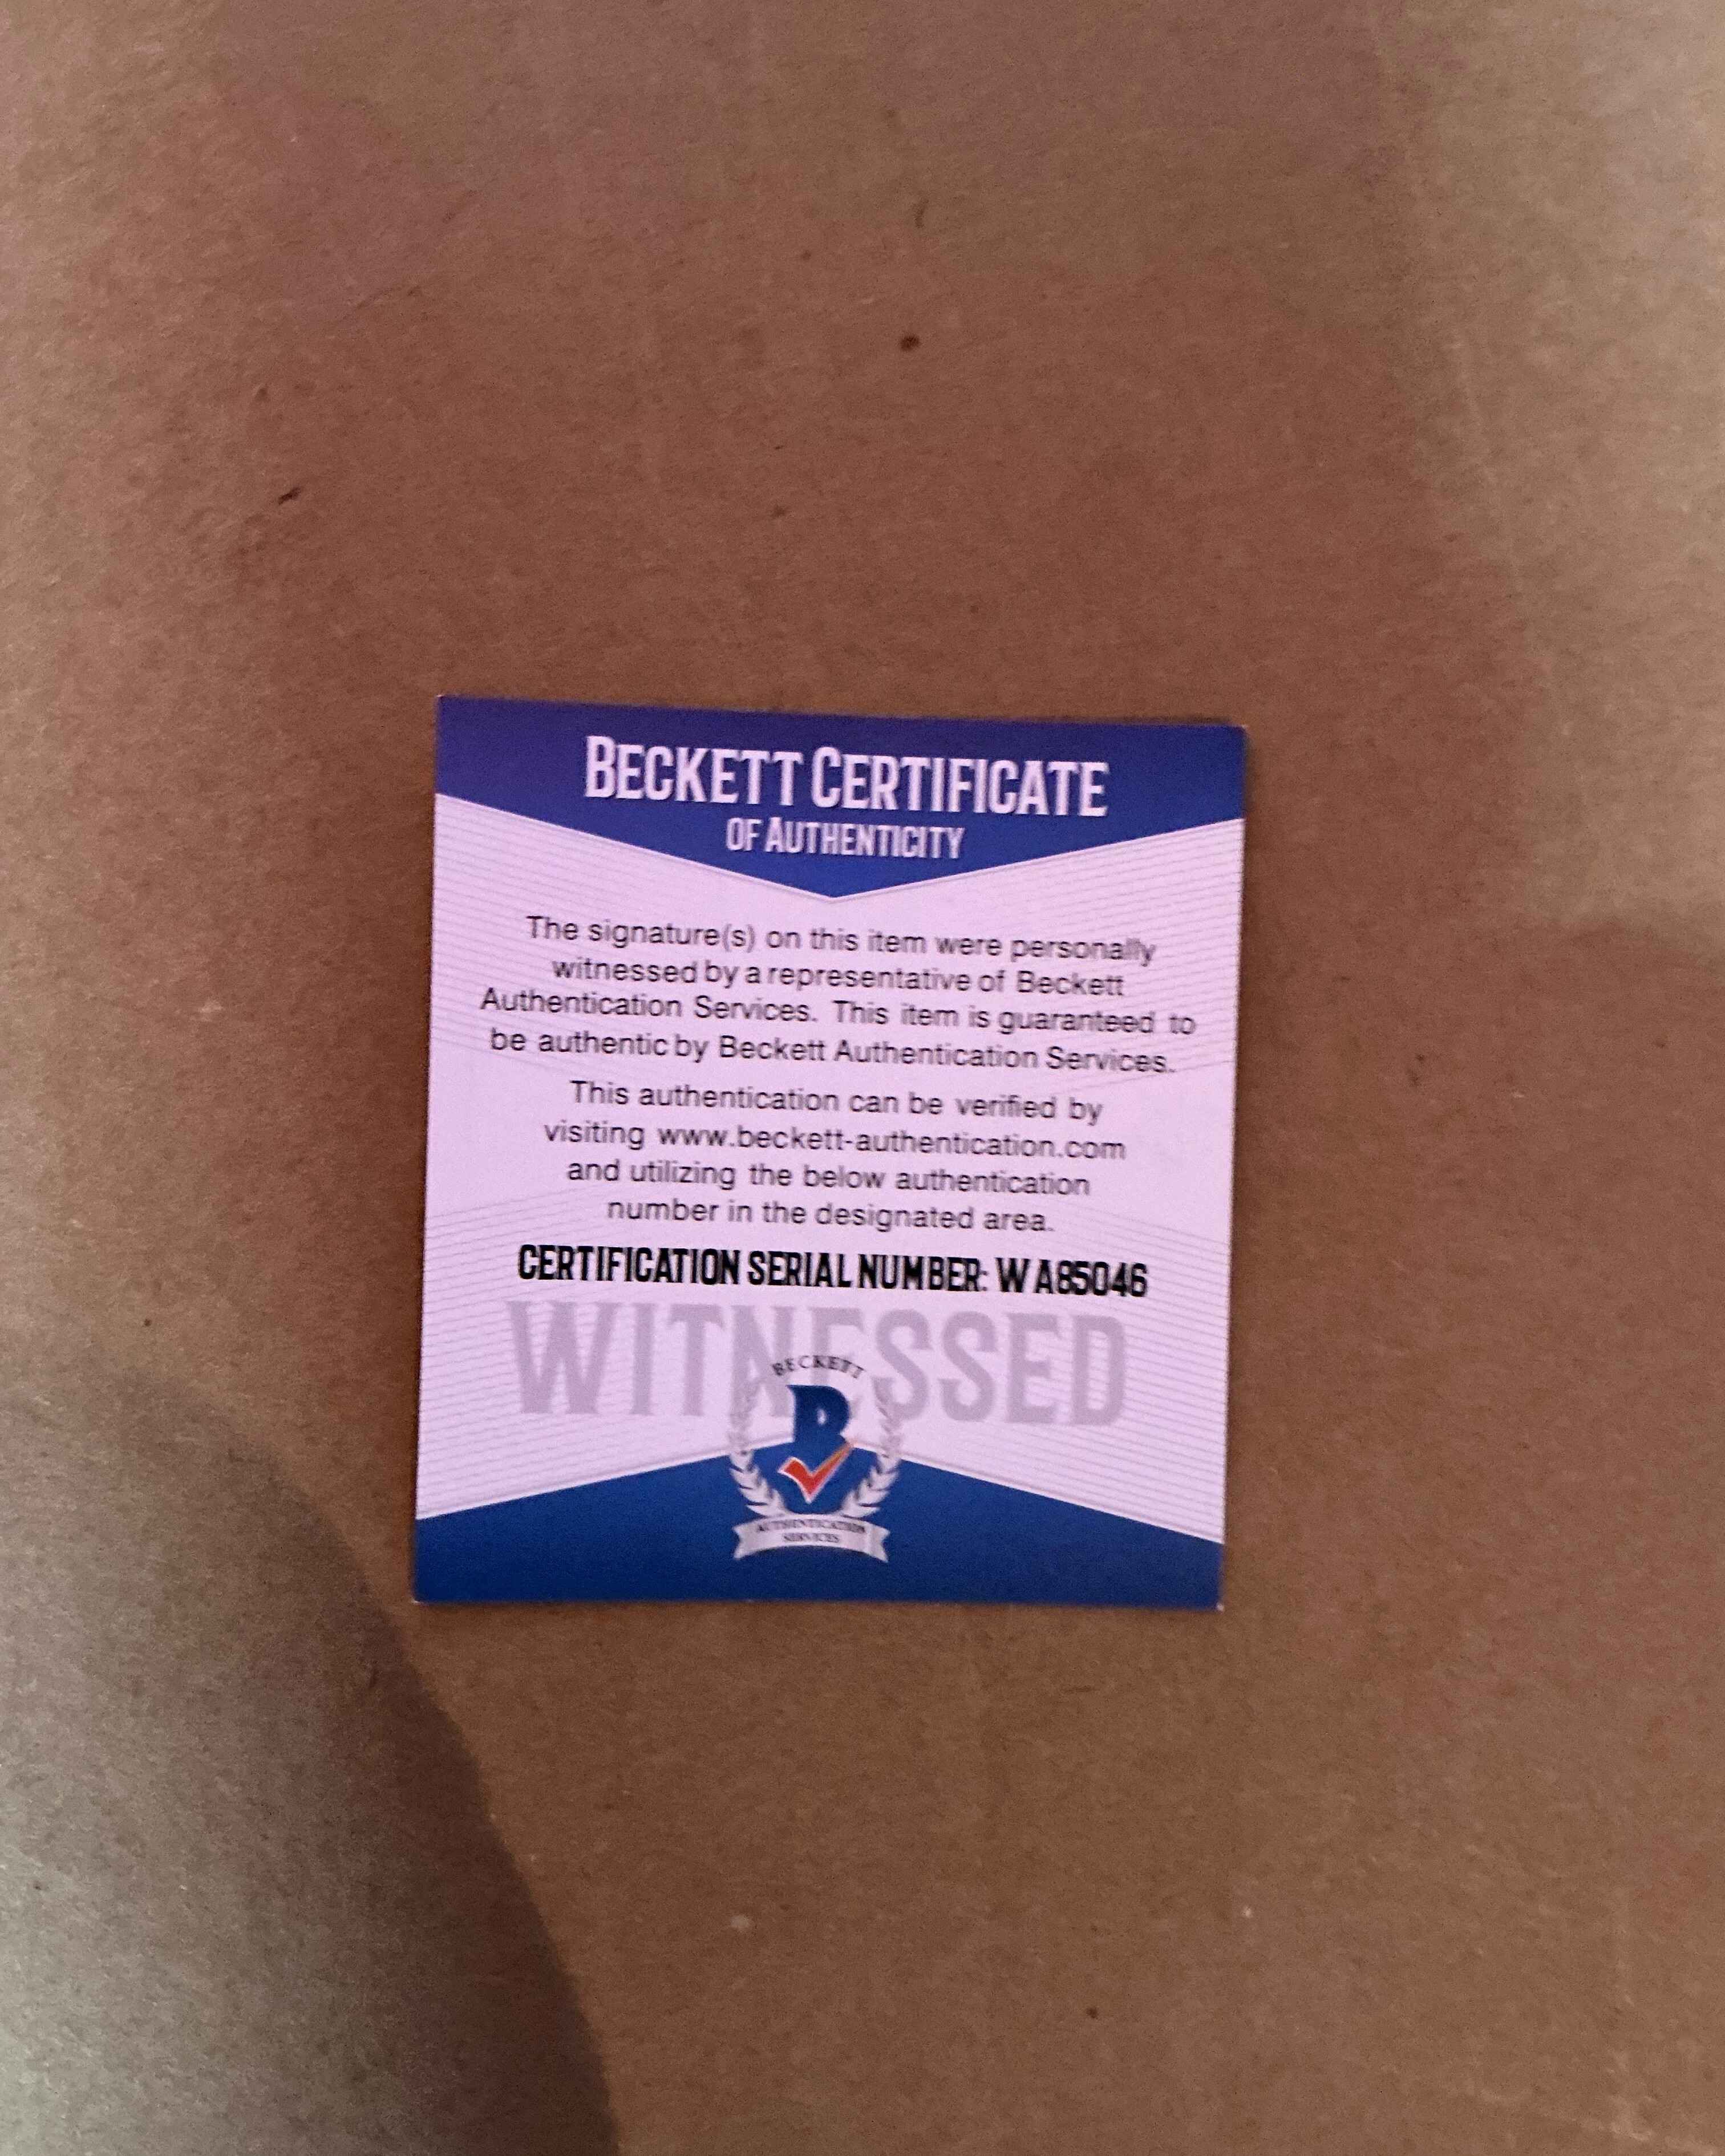 BECKETT CERTIFICATE
OF AUTHENTICITY
The signature(s) on this item were personally
witnessed by a representative of Beckett
Authentication Services. This item is guaranteed to
be authentic by Beckett Authentication Services.
This authentication can be verified by
visiting www.beckett-authentication.com
and utilizing the below authentication
number in the designated area.
CERTIFICATION SERIAL NUMBER: WA85046
WITNESSED
BECKETT
B
AUTHENTICATION
SERVICES